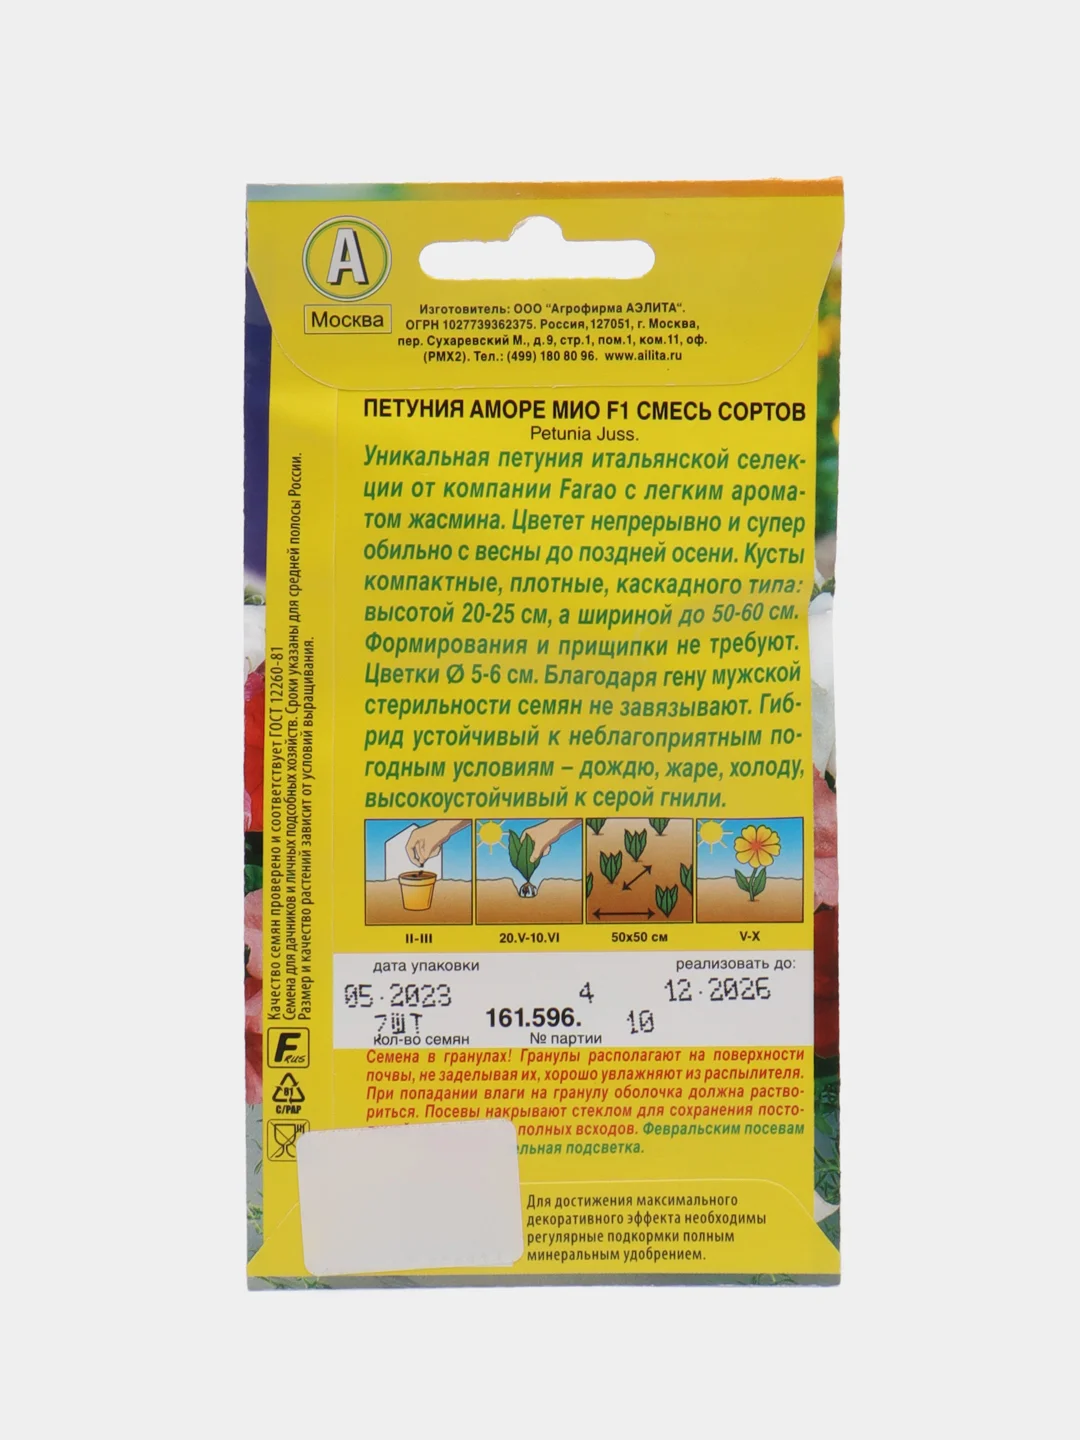 А
Москва
Изготовитель: ООО "Агрофирма АЭЛИТА".
ОГРН 1027739362375. Россия, 127051, г. Москва,
пер. Сухаревский М., д.9, стр.1, пом.1, ком.11, оф.
(РМХ2). Тел.: (499) 180 80 96. www.ailita.ru
ПЕТУНИЯ АМОРЕ МИО F1 СМЕСЬ СОРТОВ
Petunia Juss.
Уникальная петуния итальянской селек-
ции от компании Farao с легким арома-
том жасмина. Цветет непрерывно и супер
обильно с весны до поздней осени. Кусты
компактные, плотные, каскадного типа:
высотой 20-25 см, а шириной до 50-60 см.
Формирования и прищипки не требуют.
Цветки Ø 5-6 см. Благодаря гену мужской
стерильности семян не завязывают. Гиб-
рид устойчивый к неблагоприятным по-
годным условиям – дождю, жаре, холоду,
высокоустойчивый к серой гнили.
II-III
20.V-10.VI
50х50 см
V-X
дата упаковки
реализовать до:
05.2023
4
12.2026
7ШТ
161.596.
10
кол-во семян
№ партии
Семена в гранулах! Гранулы располагают на поверхности
почвы, не заделывая их, хорошо увлажняют из распылителя.
При попадании влаги на гранулу оболочка должна раство-
риться. Посевы накрывают стеклом для сохранения посто-
полных всходов. Февральским посевам
подсветка.
Для достижения максимального
декоративного эффекта необходимы
регулярные подкормки полным
минеральным удобрением.
Качество семян проверено и соответствует ГОСТ 12260-81
Семена для дачников и личных подсобных хозяйств. Сроки указаны для средней полосы России.
Размер и качество растений зависит от условий выращивания.
F RUS
81
C/PAP